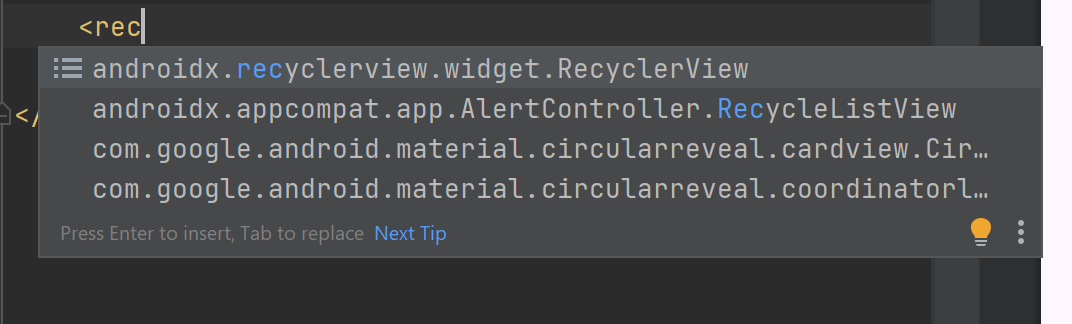 <rec
androidx.recyclerview.widget.RecyclerView
androidx.appcompat.app.AlertController.RecycleListView
</
com.google.android.material.circularreveal.cardview.Cir…
com.google.android.material.circularreveal.coordinatorl…
Press Enter to insert, Tab to replace Next Tip